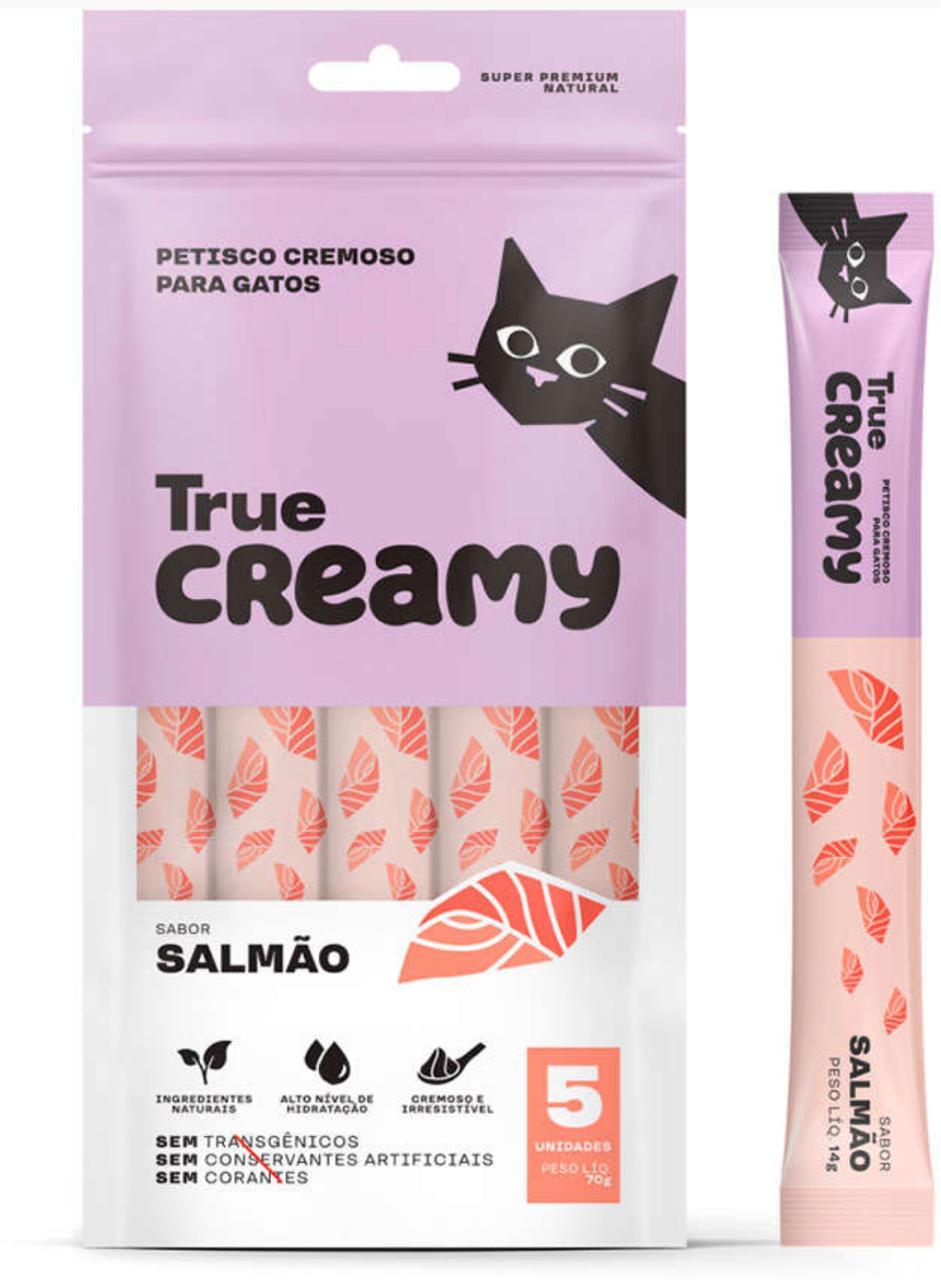 SUPER PREMIUM
NATURAL
PETISCO CREMOSO
PARA GATOS
True
CREAMY
SABOR
SALMÃO
INGREDIENTES
NATURAIS
ALTO NÍVEL DE
HIDRATAÇÃO
CREMOSO E
IRRESISTÍVEL
SEM TRANSGÊNICOS
SEM CONSERVANTES ARTIFICIAIS
SEM CORANTES
5
UNIDADES
PESO LÍQ.
70g
True
CREAMY
PETISCO CREMOSO
PARA GATOS
SABOR
SALMÃO
PESO LÍQ. 14g